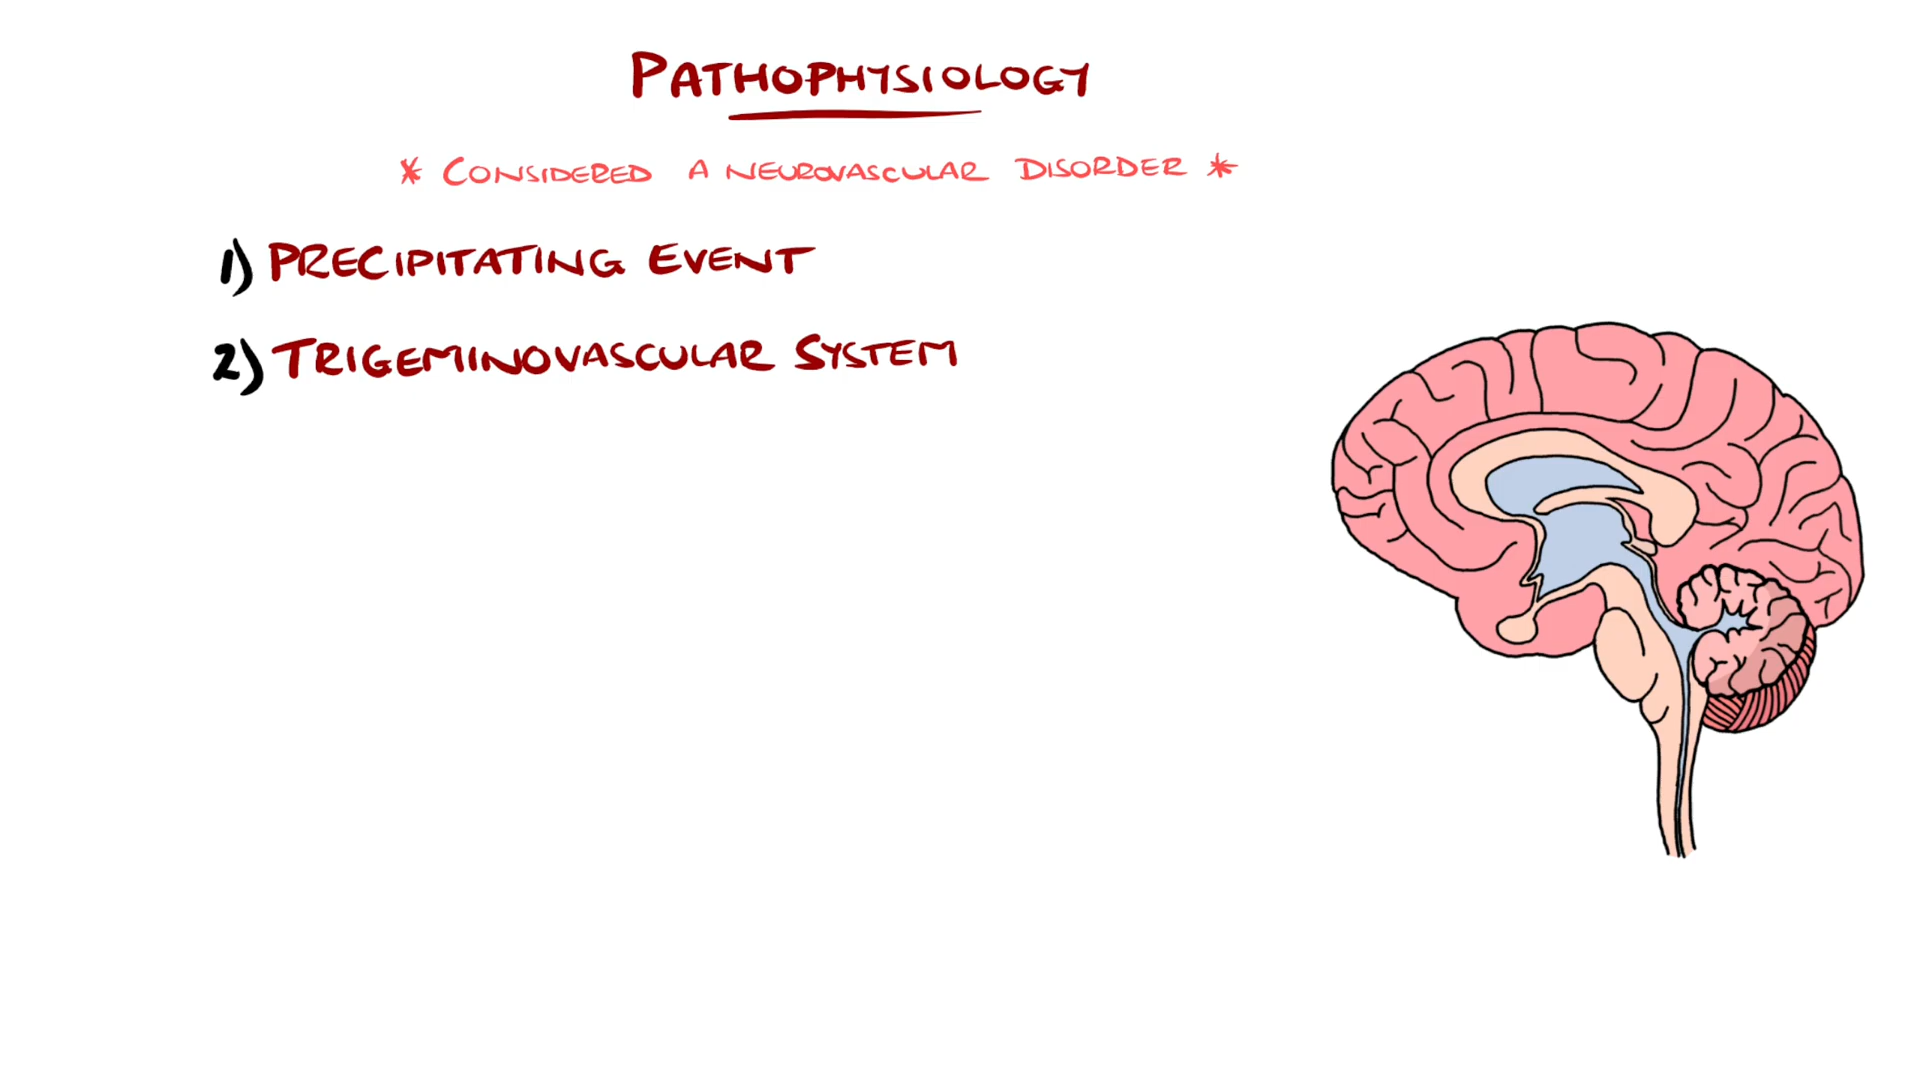 PATHOPHYSIOLOGY
* CONSIDERED A NEUROVASCULAR DISORDER *
1) PRECIPITATING EVENT
2) TRIGEMINOVASCULAR SYSTEM